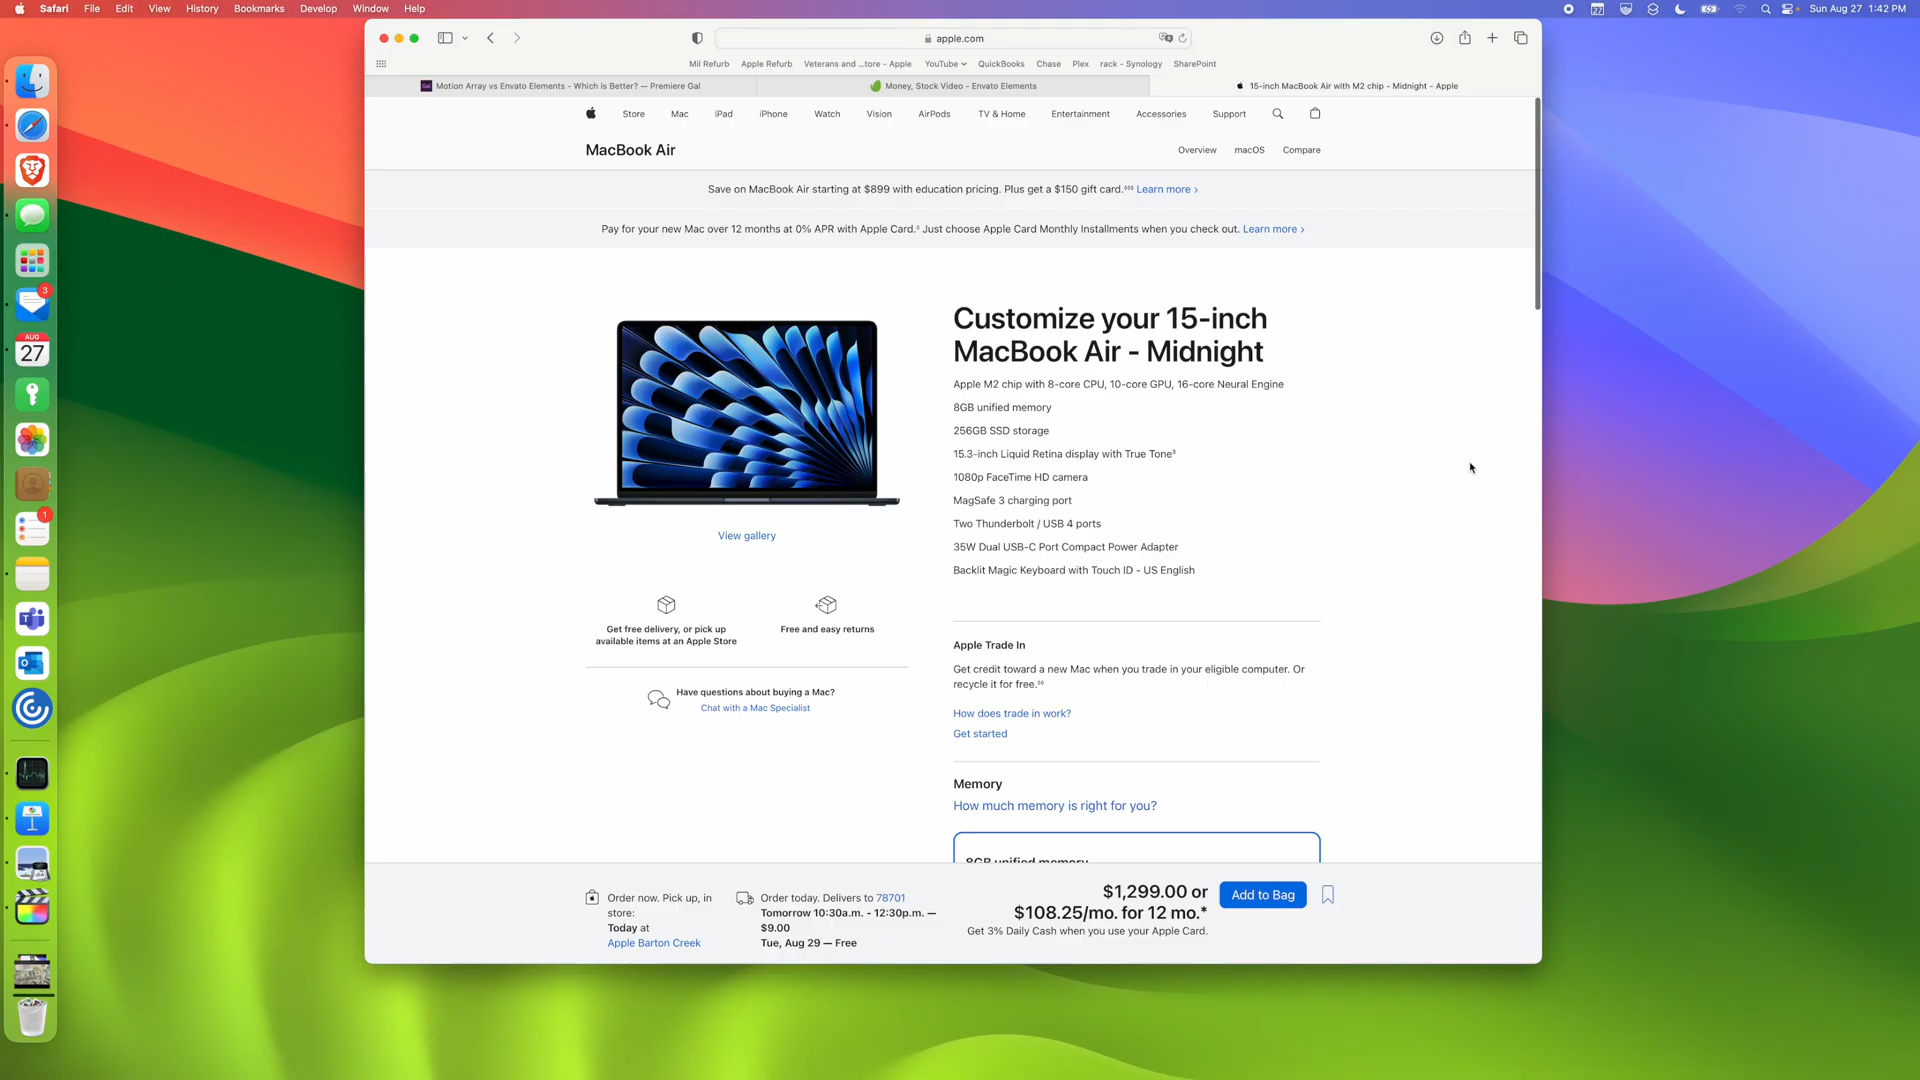 Safari File Edit View History Bookmarks Develop Window Help
27
Sun Aug 27 1:42 PM
apple.com
Mil Refurb Apple Refurb Veterans and ...tore - Apple YouTube QuickBooks Chase Plex rack - Synology SharePoint
Motion Array vs Envato Elements - Which is Better? — Premiere Gal
Money, Stock Video - Envato Elements
15-inch MacBook Air with M2 chip - Midnight - Apple
Store Mac iPad iPhone Watch Vision AirPods TV & Home Entertainment Accessories Support
MacBook Air
Overview macOS Compare
Save on MacBook Air starting at $899 with education pricing. Plus get a $150 gift card.◊◊◊ Learn more >
Pay for your new Mac over 12 months at 0% APR with Apple Card.◊ Just choose Apple Card Monthly Installments when you check out. Learn more >
View gallery
Get free delivery, or pick up
available items at an Apple Store
Free and easy returns
Have questions about buying a Mac?
Chat with a Mac Specialist
Customize your 15-inch
MacBook Air - Midnight
Apple M2 chip with 8-core CPU, 10-core GPU, 16-core Neural Engine
8GB unified memory
256GB SSD storage
15.3-inch Liquid Retina display with True Tone³
1080p FaceTime HD camera
MagSafe 3 charging port
Two Thunderbolt / USB 4 ports
35W Dual USB-C Port Compact Power Adapter
Backlit Magic Keyboard with Touch ID - US English
Apple Trade In
Get credit toward a new Mac when you trade in your eligible computer. Or
recycle it for free.◊◊
How does trade in work?
Get started
Memory
How much memory is right for you?
8GB unified memory
Order now. Pick up, in
store:
Today at
Apple Barton Creek
Order today. Delivers to 78701
Tomorrow 10:30a.m. - 12:30p.m. —
$9.00
Tue, Aug 29 — Free
$1,299.00 or
$108.25/mo. for 12 mo.*
Get 3% Daily Cash when you use your Apple Card.
Add to Bag
3
AUG
27
1